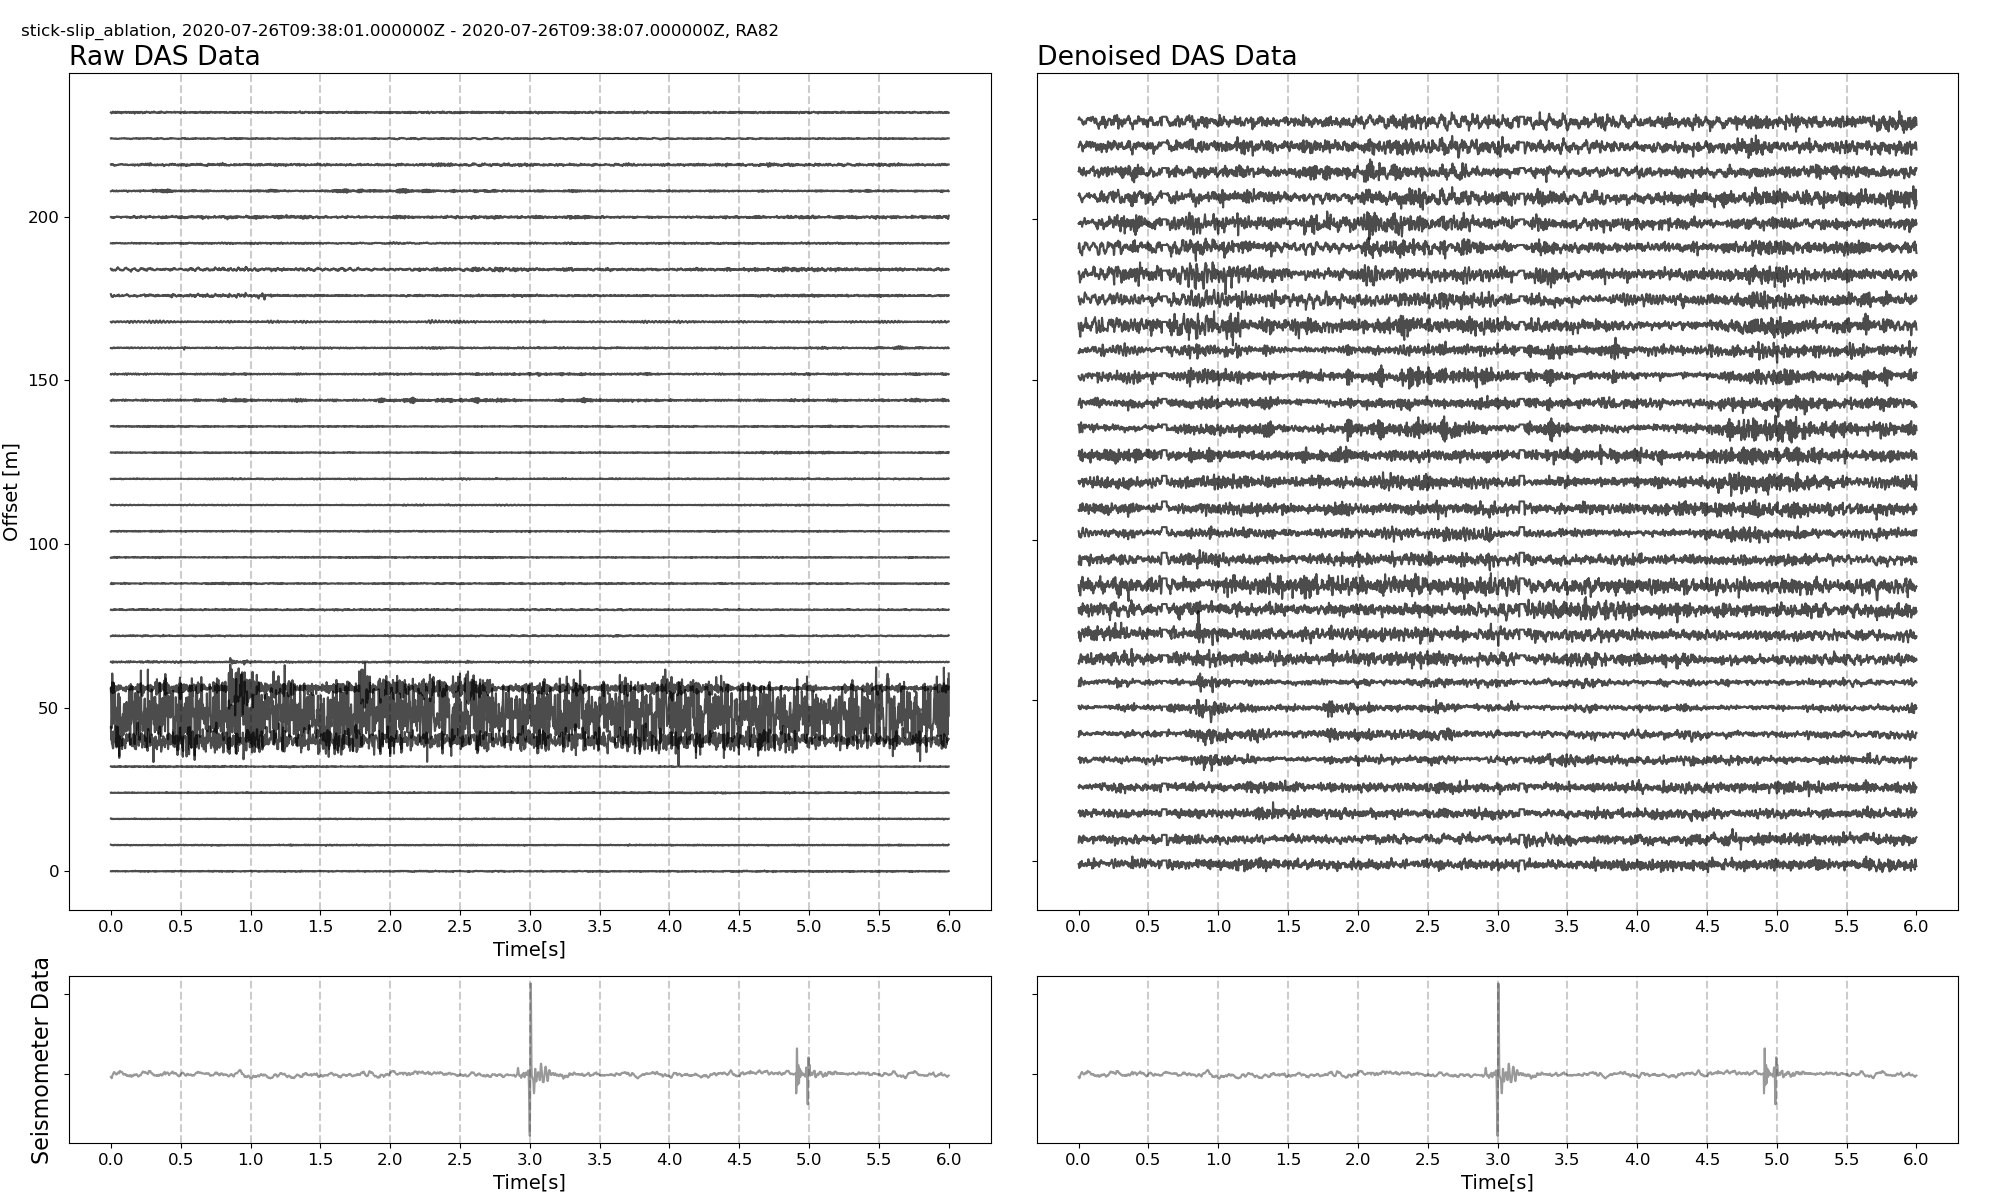 stick-slip_ablation, 2020-07-26T09:38:01.000000Z - 2020-07-26T09:38:07.000000Z, RA82
Raw DAS Data
Denoised DAS Data
Offset [m]
200
150
100
50
0
0.0 0.5 1.0 1.5 2.0 2.5 3.0 3.5 4.0 4.5 5.0 5.5 6.0
Time[s]
0.0 0.5 1.0 1.5 2.0 2.5 3.0 3.5 4.0 4.5 5.0 5.5 6.0
Seismometer Data
0.0 0.5 1.0 1.5 2.0 2.5 3.0 3.5 4.0 4.5 5.0 5.5 6.0
Time[s]
0.0 0.5 1.0 1.5 2.0 2.5 3.0 3.5 4.0 4.5 5.0 5.5 6.0
Time[s]